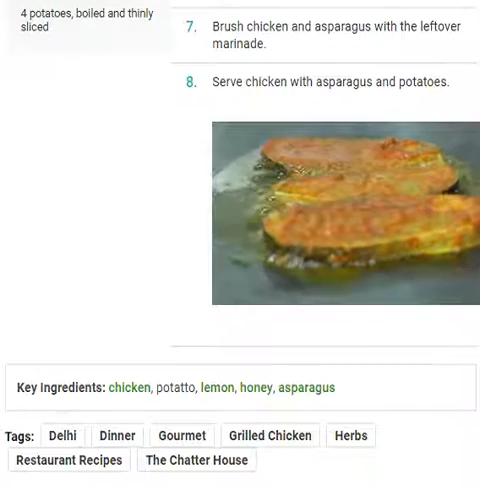 4 potatoes, boiled and thinly
sliced
7. Brush chicken and asparagus with the leftover
marinade.
8. Serve chicken with asparagus and potatoes.
Key Ingredients: chicken, potatto, lemon, honey, asparagus
Tags: Delhi Dinner Gourmet Grilled Chicken Herbs
Restaurant Recipes The Chatter House